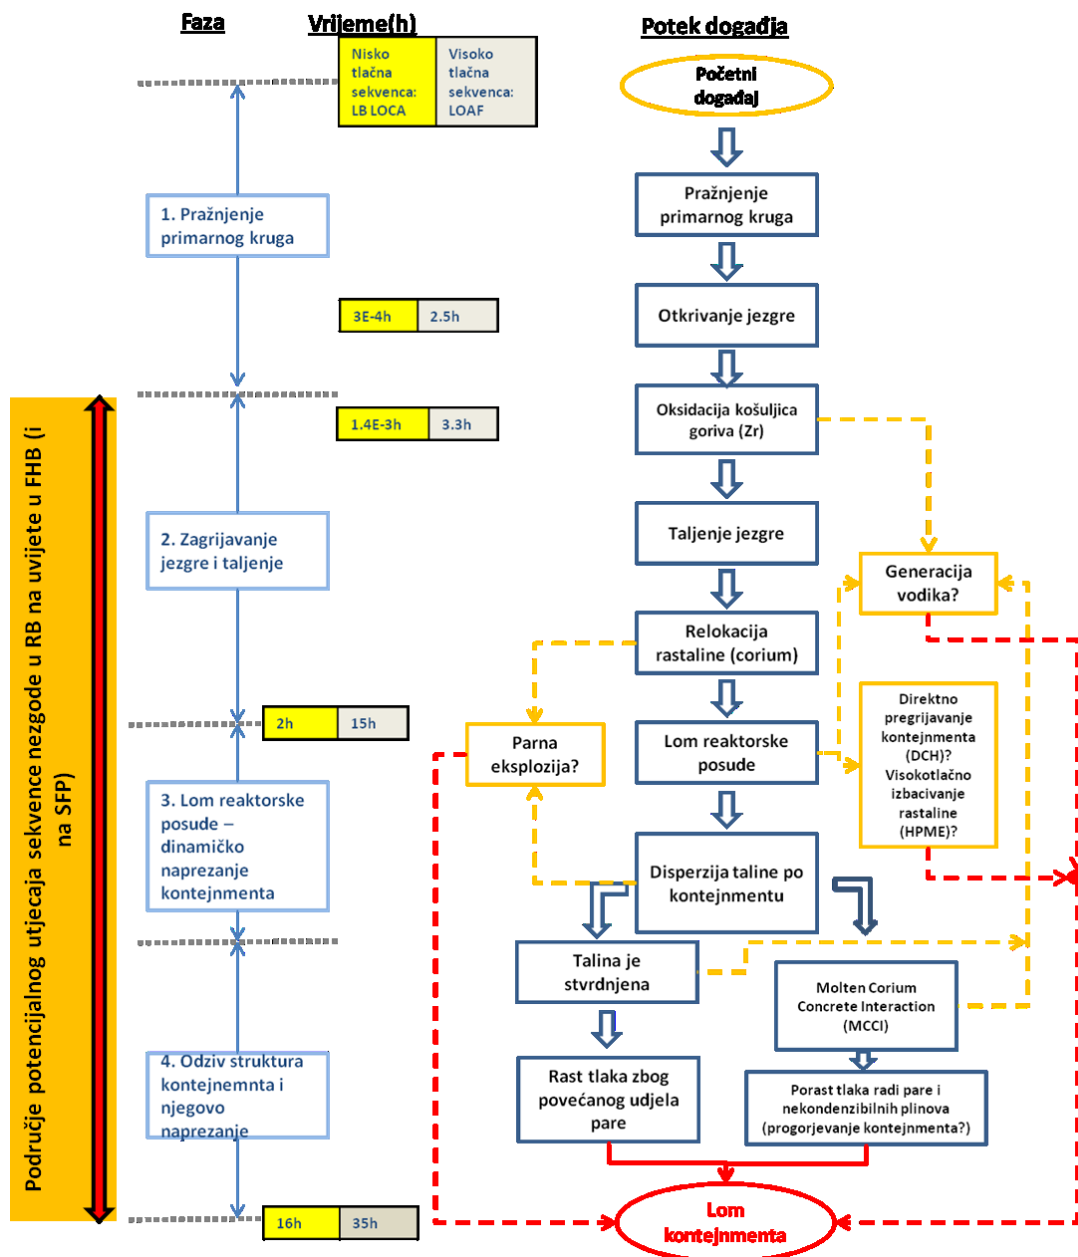 Faza
Vrijeme(h)
Potek događja
Nisko
tlačna
sekvenca:
LB LOCA
Visoko
tlačna
sekvenca:
LOAF
Početni
događaj
1. Pražnjenje
primarnog kruga
Pražnjenje
primarnog kruga
3E-4h
2.5h
Otkrivanje jezgre
1.4E-3h
3.3h
Oksidacija košuljica
goriva (Zr)
Područje potencijalnog utjecaja sekvence nezgode u RB na uvijete u FHB (i
na SFP)
2. Zagrijavanje
jezgre i taljenje
Taljenje jezgre
Generacija
vodika?
Relokacija
rastaline (corium)
2h
15h
Parna
eksplozija?
Lom reaktorske
posude
Direktno
pregrijavanje
kontejnmenta
(DCH)?
Visokotlačno
izbacivanje
rastaline
(HPME)?
3. Lom reaktorske
posude –
dinamičko
naprezanje
kontejnmenta
Disperzija taline po
kontejnmentu
Talina je
stvrdnjena
Molten Corium
Concrete Interaction
(MCCI)
4. Odziv struktura
kontejnemnta i
njegovo
naprezanje
Rast tlaka zbog
povećanog udjela
pare
Porast tlaka radi pare i
nekondenzibilnih plinova
(progorjevanje kontejnmenta?)
16h
35h
Lom
kontejnmenta